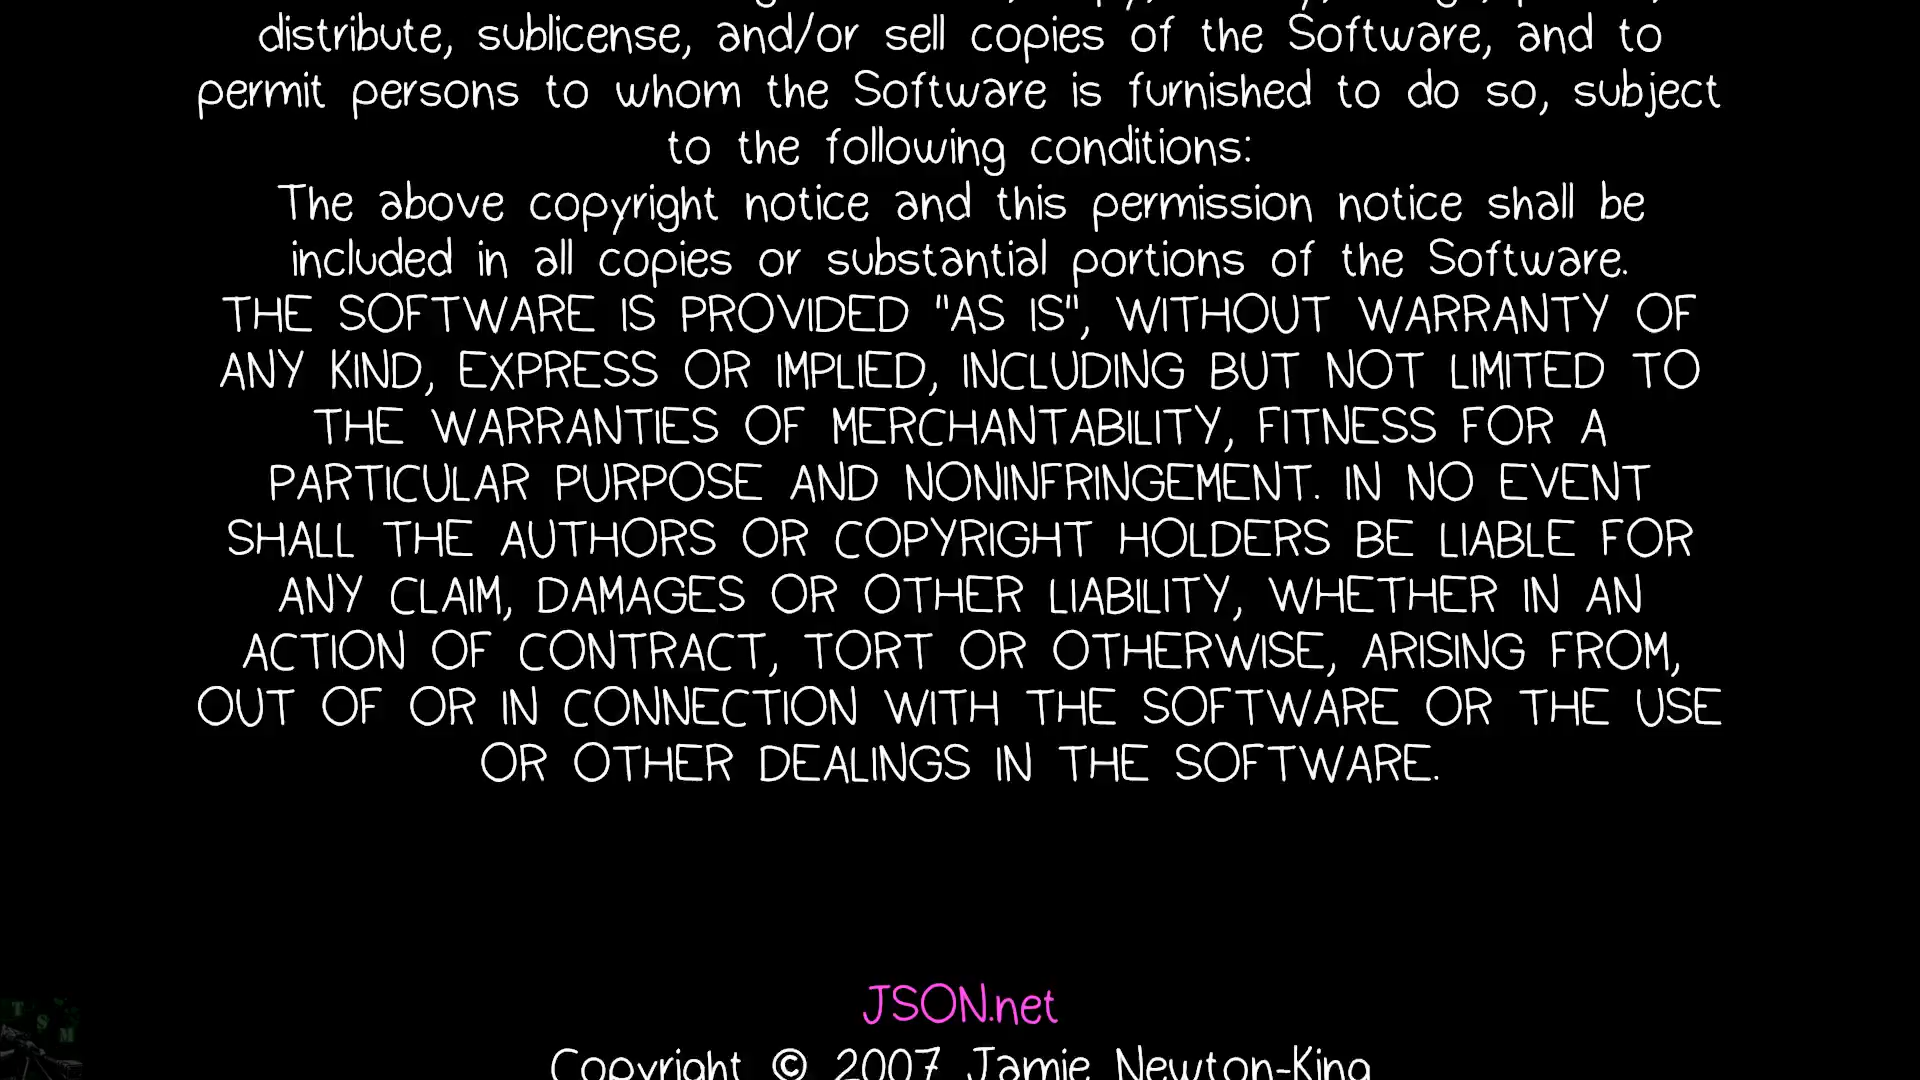 distribute, sublicense, and/or sell copies of the Software, and to
permit persons to whom the Software is furnished to do so, subject
to the following conditions:
The above copyright notice and this permission notice shall be
included in all copies or substantial portions of the Software.
THE SOFTWARE IS PROVIDED "AS IS", WITHOUT WARRANTY OF
ANY KIND, EXPRESS OR IMPLIED, INCLUDING BUT NOT LIMITED TO
THE WARRANTIES OF MERCHANTABILITY, FITNESS FOR A
PARTICULAR PURPOSE AND NONINFRINGEMENT. IN NO EVENT
SHALL THE AUTHORS OR COPYRIGHT HOLDERS BE LIABLE FOR
ANY CLAIM, DAMAGES OR OTHER LIABILITY, WHETHER IN AN
ACTION OF CONTRACT, TORT OR OTHERWISE, ARISING FROM,
OUT OF OR IN CONNECTION WITH THE SOFTWARE OR THE USE
OR OTHER DEALINGS IN THE SOFTWARE.
JSON.net
Copyright © 2007 Jamie Newton-King
T S M